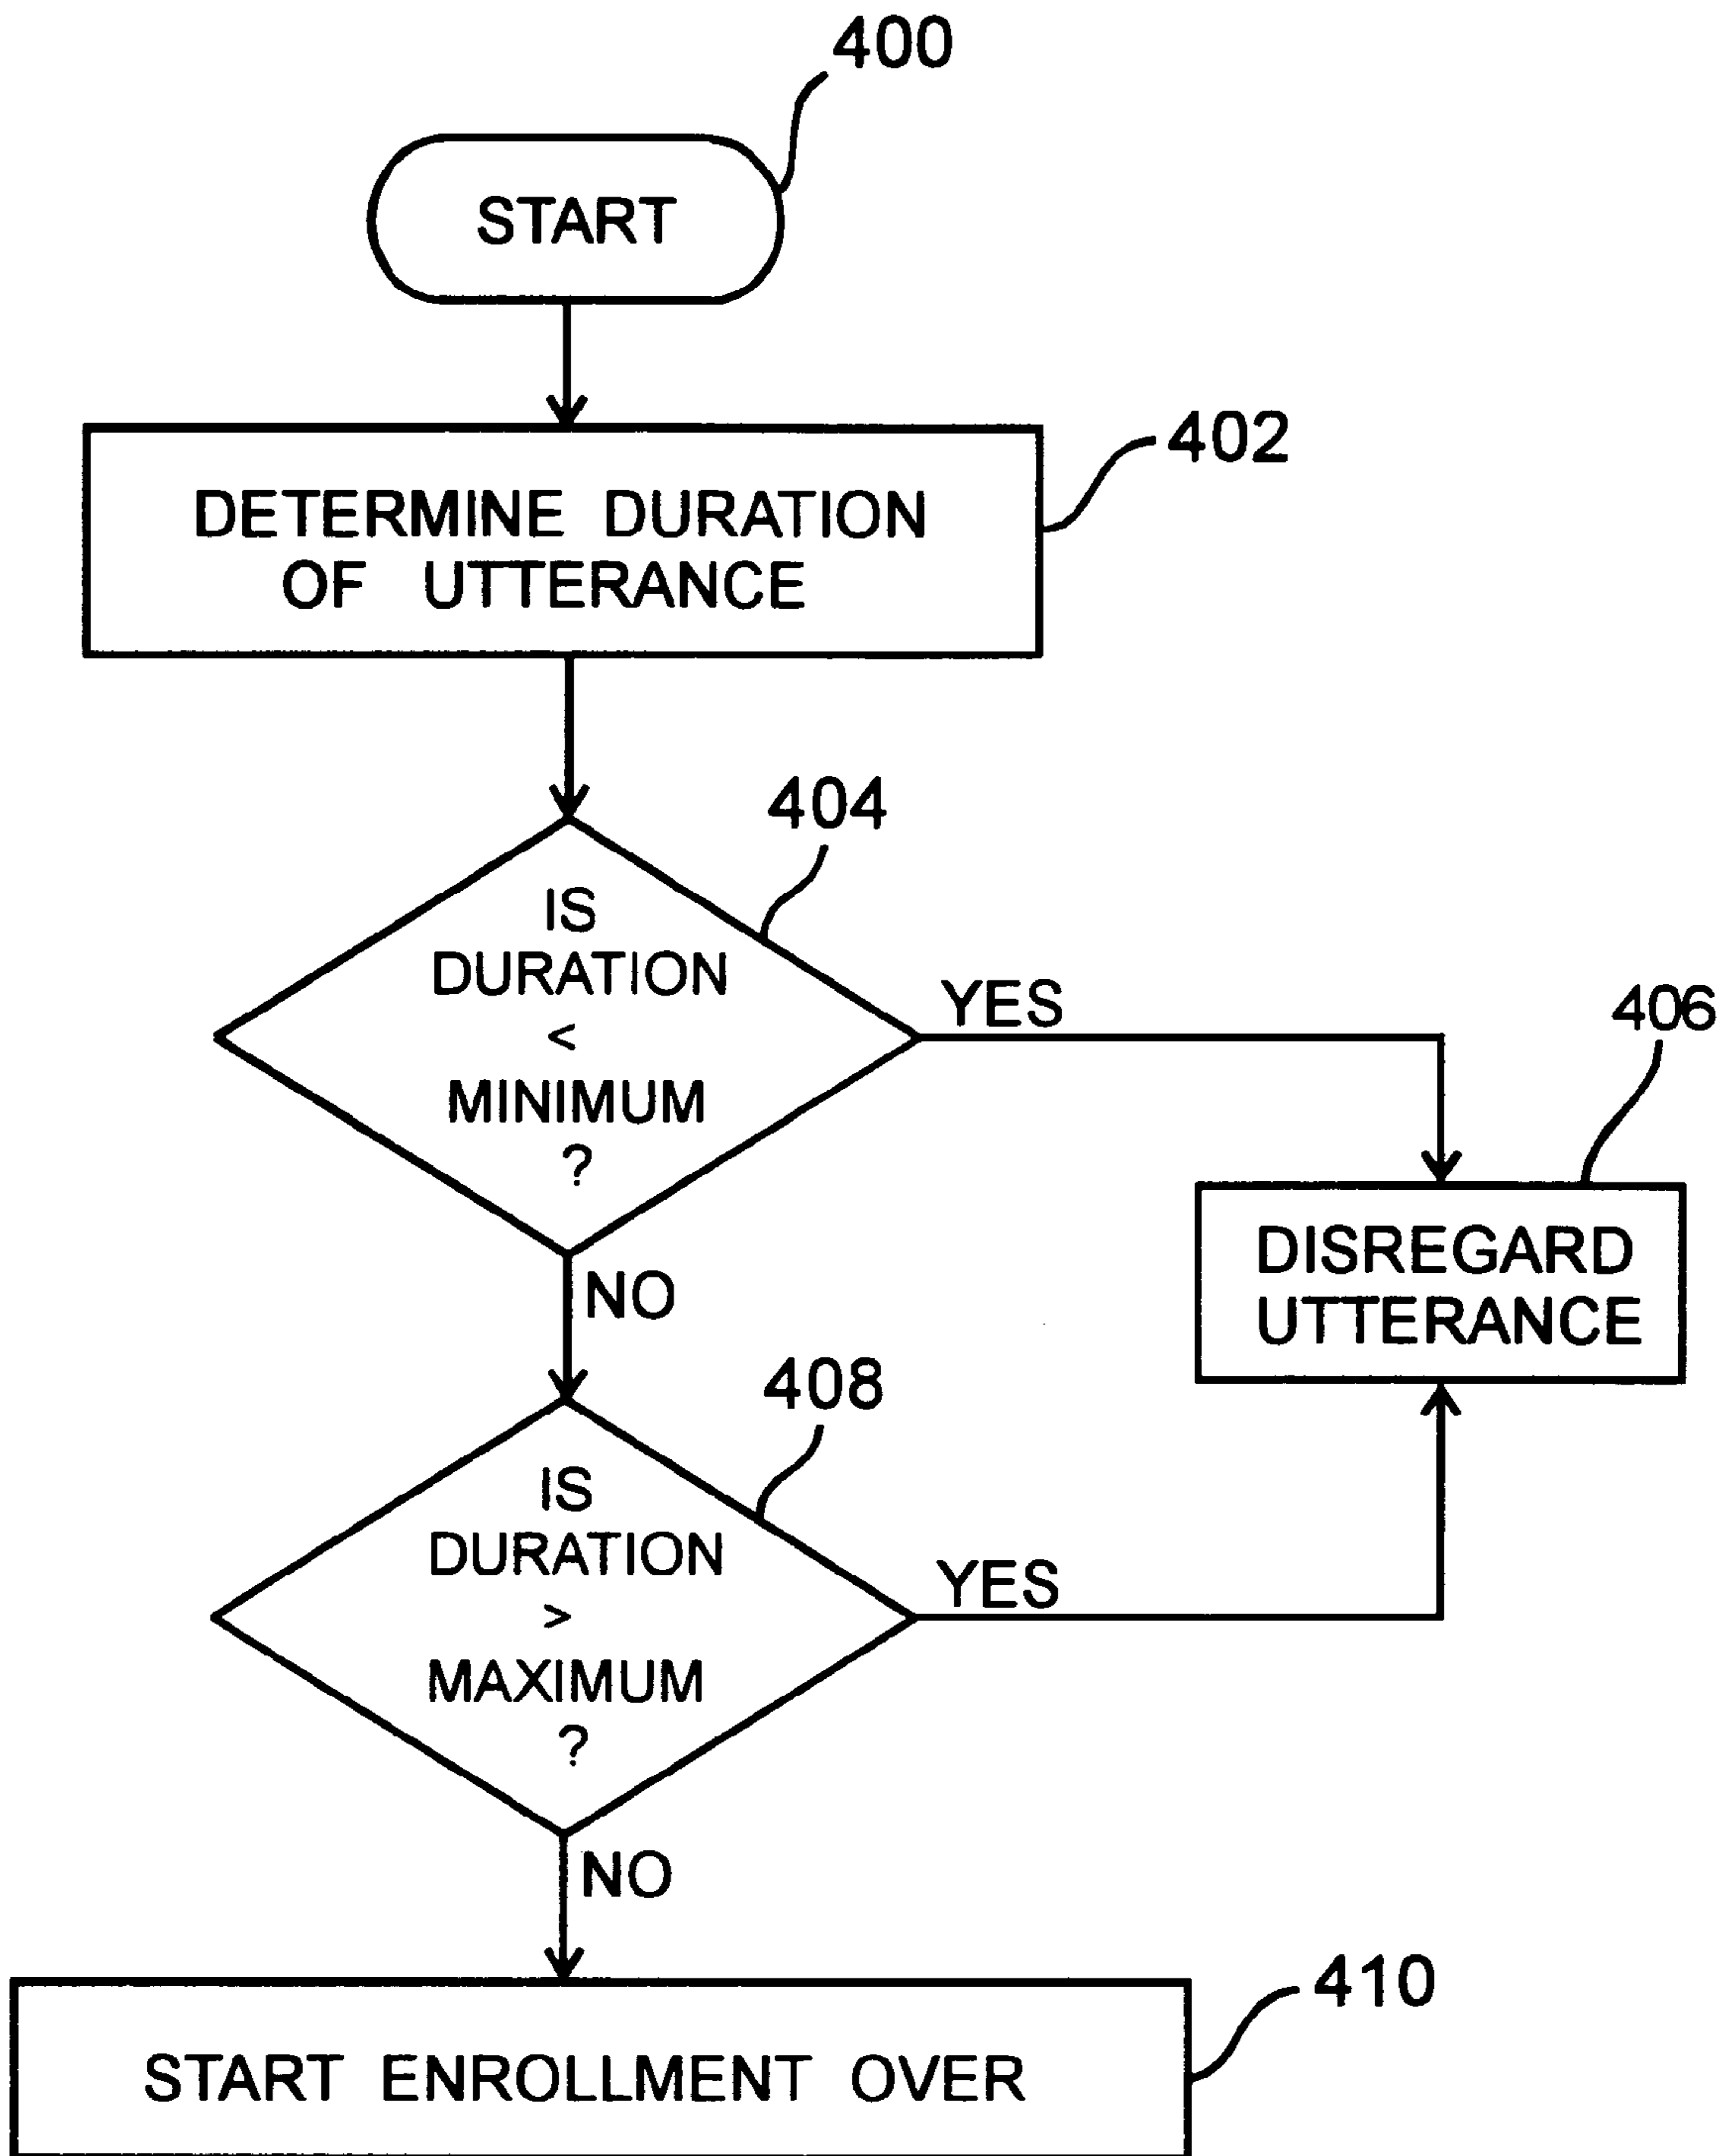 400
START
402
DETERMINE DURATION
OF UTTERANCE
404
IS
DURATION
<
MINIMUM
?
YES
406
DISREGARD
UTTERANCE
NO
408
IS
DURATION
>
MAXIMUM
?
YES
NO
410
START ENROLLMENT OVER